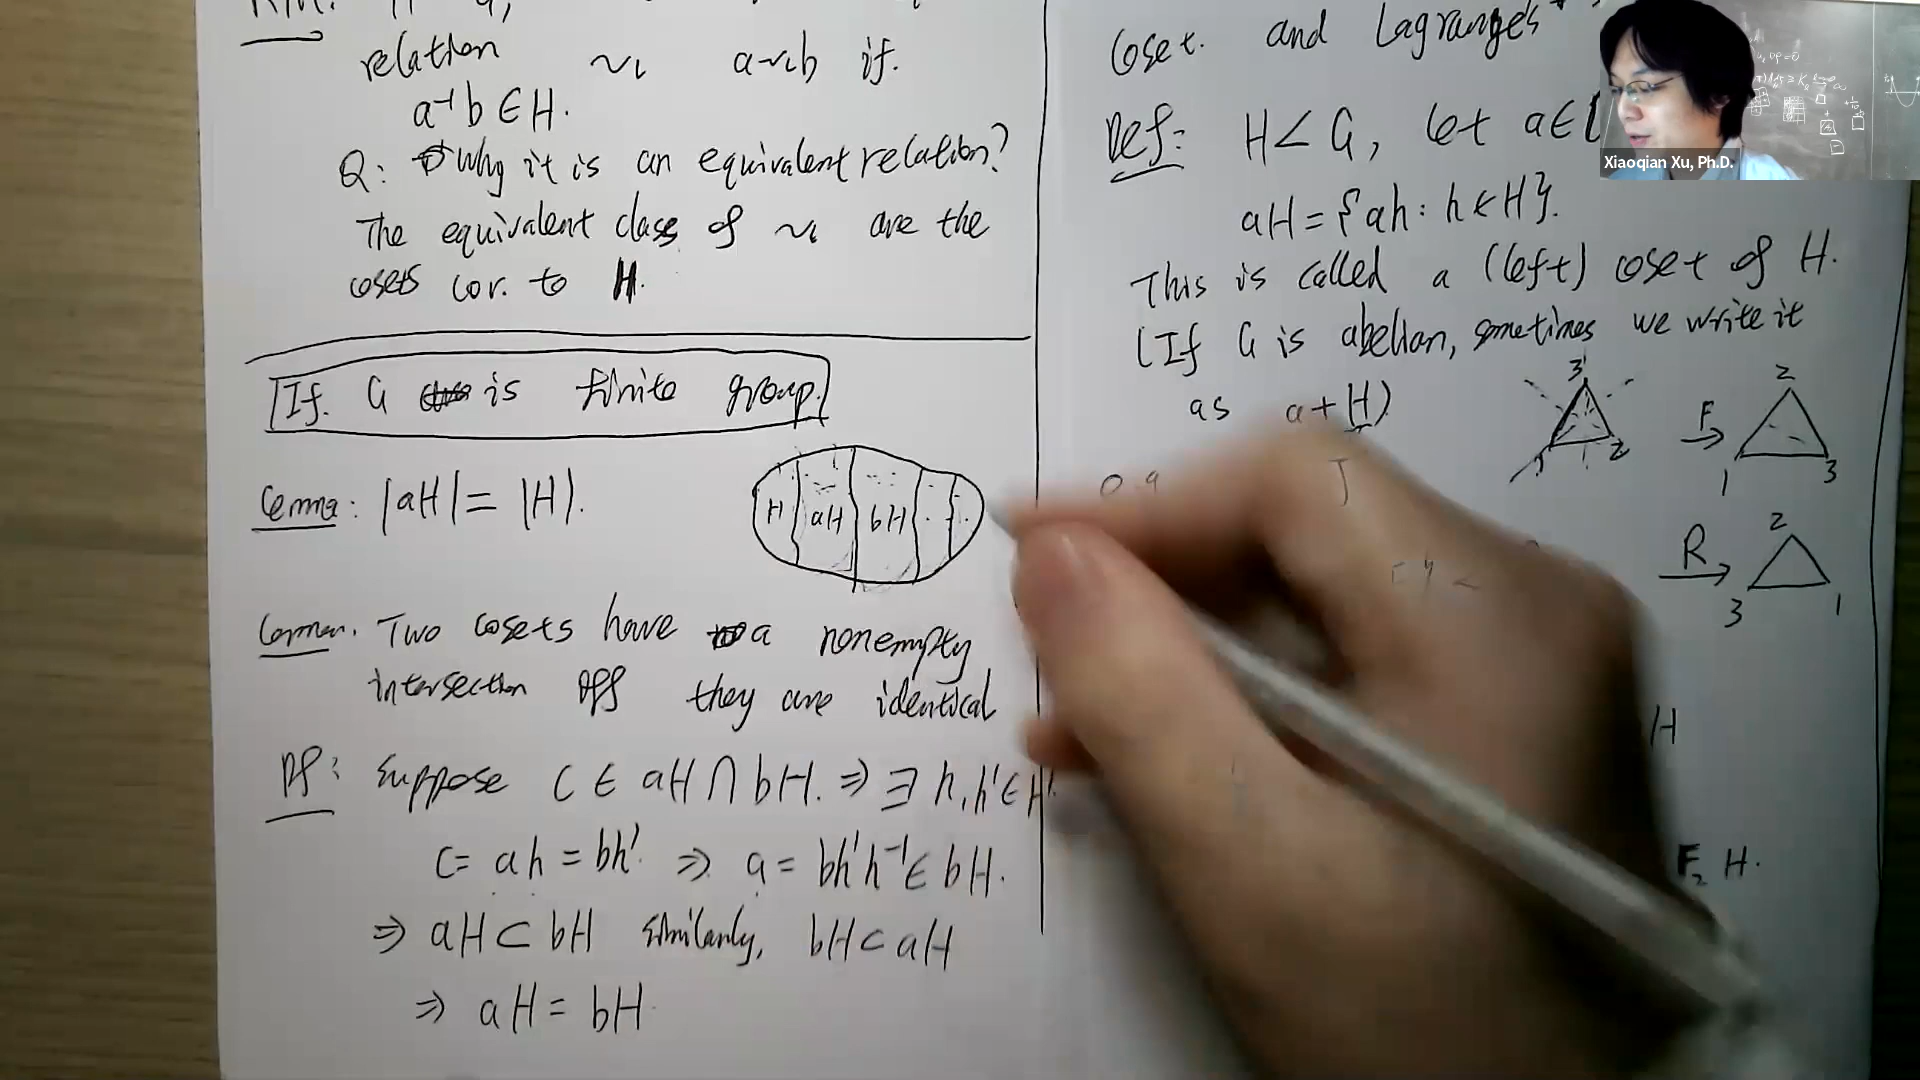 relation ~L a~Lb if.
a⁻¹b ∈ H.
Q: Why it is an equivalent relation?
The equivalent class of ~L are the
cosets cor. to H.
If G is finite group.
Lemma: |aH| = |H|.
H aH bH
Lemma. Two cosets have a nonempty
intersection iff they are identical
Pf: Suppose C ∈ aH ∩ bH. ⇒ ∃ h, h' ∈ H
C = ah = bh'. ⇒ a = bh'h⁻¹ ∈ bH.
⇒ aH ⊂ bH Similarly, bH ⊂ aH
⇒ aH = bH
Coset. and Lagrange's
Def: H < G, let a ∈
aH = {ah : h ∈ H}.
This is called a (left) coset of H.
(If G is abelian, sometimes we write it
as a + H)
3
1 2
F
2
1 3
R
2
3 1
H
F₂ H.
Xiaoqian Xu, Ph.D.